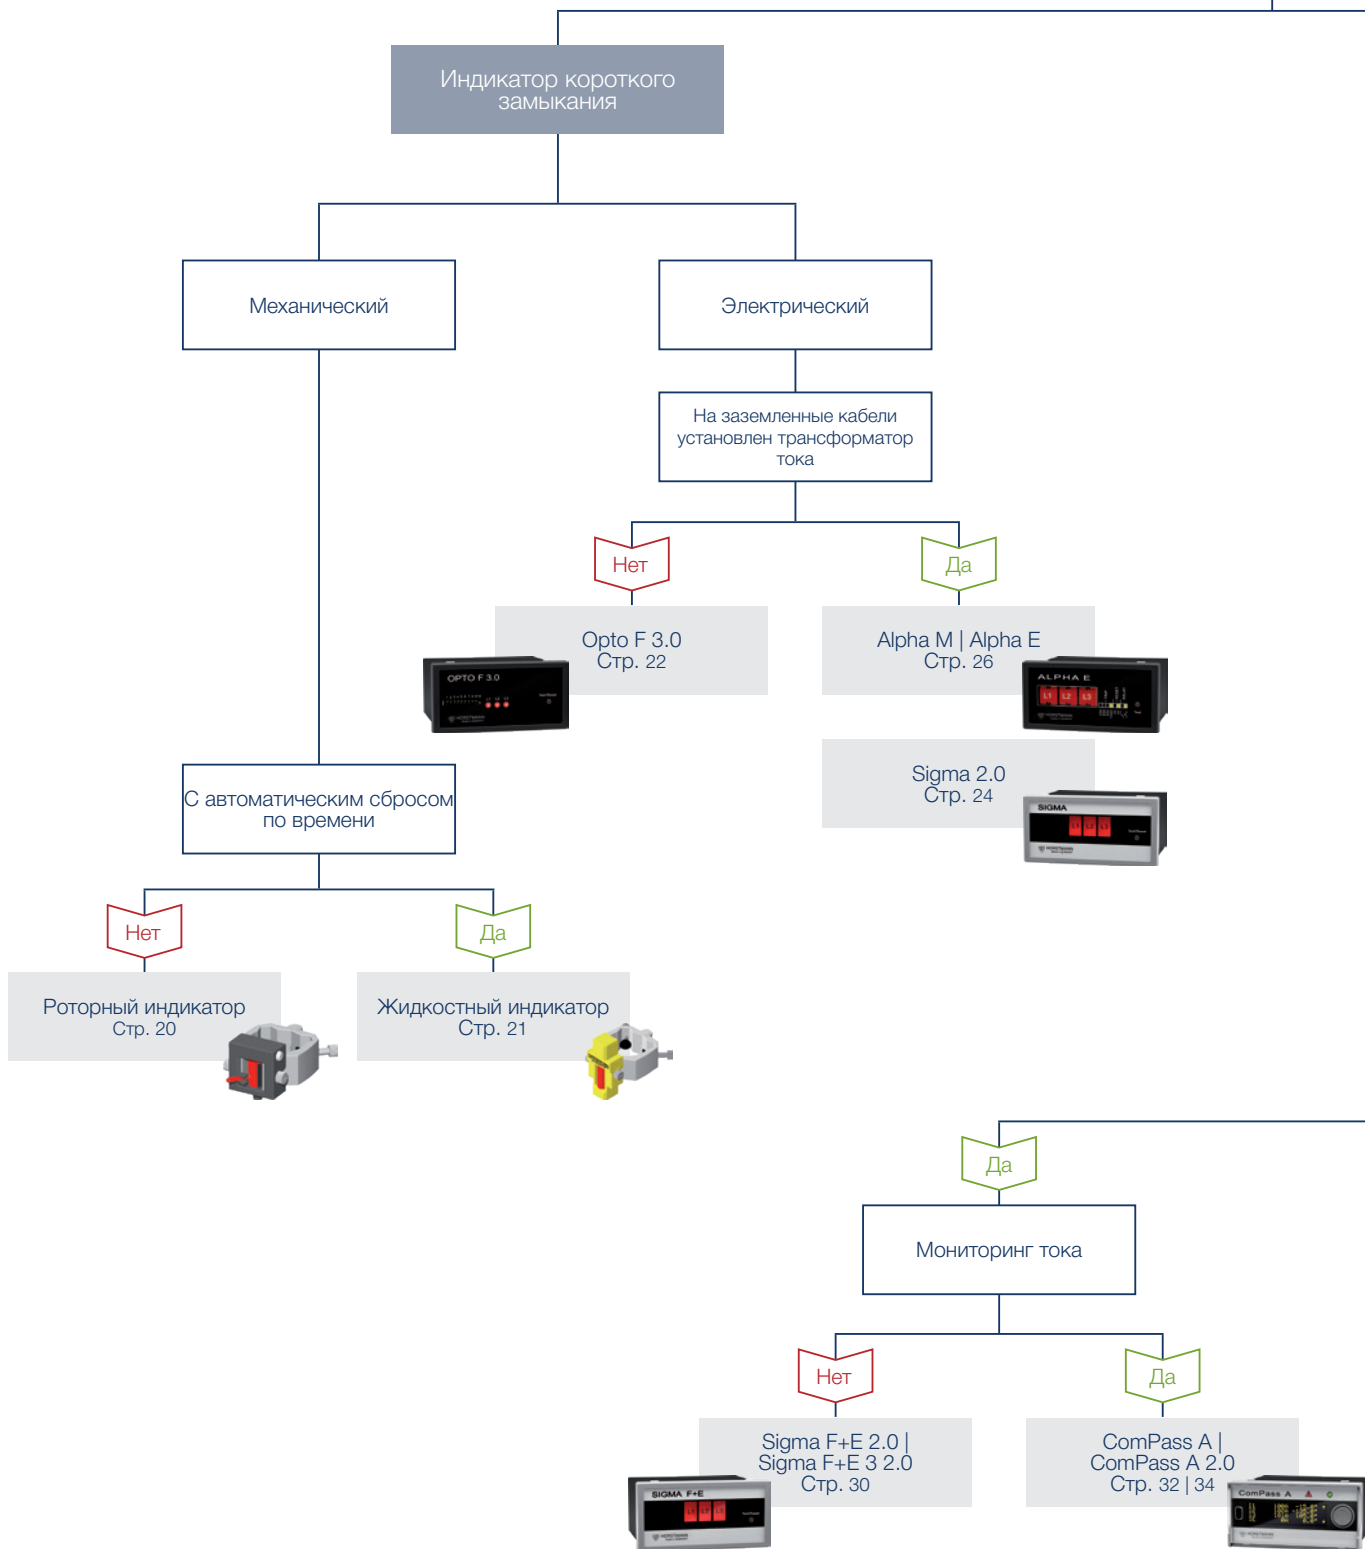 Индикатор короткого
замыкания
Механический
Электрический
На заземленные кабели
установлен трансформатор
тока
Нет
Да
Opto F 3.0
Стр. 22
Alpha M | Alpha E
Стр. 26
OPTO F 3.0
ALPHA E
L1 L2 L3
Sigma 2.0
Стр. 24
SIGMA
L1 L2 L3
С автоматическим сбросом
по времени
Нет
Да
Роторный индикатор
Стр. 20
Жидкостный индикатор
Стр. 21
Да
Мониторинг тока
Нет
Да
Sigma F+E 2.0 |
Sigma F+E 3 2.0
Стр. 30
ComPass A |
ComPass A 2.0
Стр. 32 | 34
SIGMA F+E
ComPass A